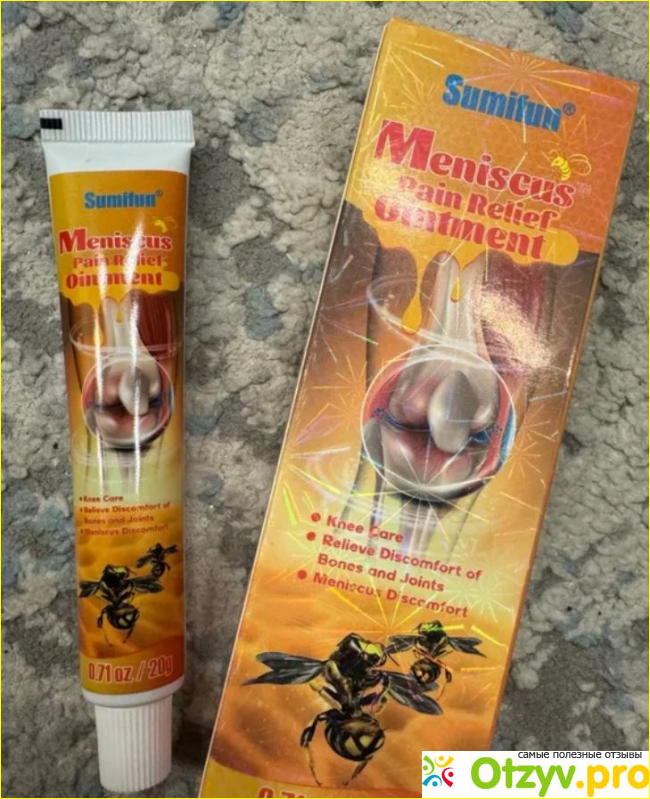 Sumifun®
Meniscus
Pain Relief
Ointment
• Knee Care
• Relieve Discomfort of
Bones and Joints
• Meniscus Discomfort
0.71 oz / 20g
Sumifun®
Meniscus
Pain Relief
Ointment
• Knee Care
• Relieve Discomfort of
Bones and Joints
• Meniscus Discomfort
самые полезные отзывы
Otzyv.pro